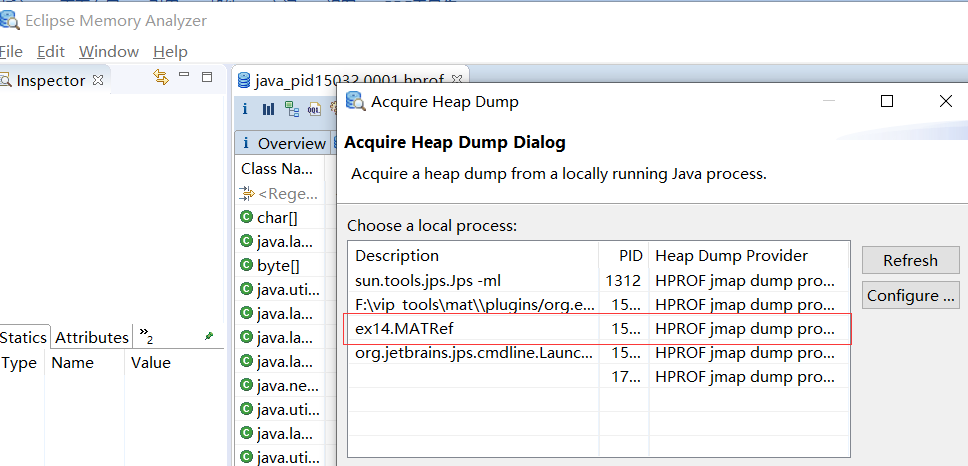 Eclipse Memory Analyzer
File Edit Window Help
Inspector
java_pid15032.0001.hprof
i
OQL
i Overview
Class Na...
<Rege...
char[]
java.la...
byte[]
java.uti...
java.la...
java.la...
java.la...
java.ne...
java.uti...
java.la...
java.uti...
Statics Attributes »2
Type Name Value
Acquire Heap Dump
Acquire Heap Dump Dialog
Acquire a heap dump from a locally running Java process.
Choose a local process:
Description PID Heap Dump Provider
sun.tools.jps.Jps -ml 1312 HPROF jmap dump pro...
F:\vip_tools\mat\\plugins/org.e... 15... HPROF jmap dump pro...
ex14.MATRef 15... HPROF jmap dump pro...
org.jetbrains.jps.cmdline.Launc... 15... HPROF jmap dump pro...
17... HPROF jmap dump pro...
Refresh
Configure ...